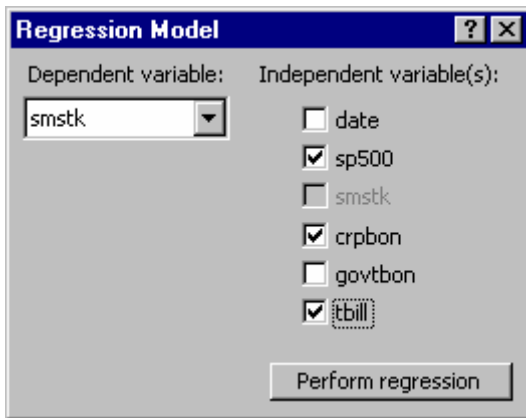 Regression Model
Dependent variable:
smstk
Independent variable(s):
date
sp500
smstk
crpbon
govtbon
tbill
Perform regression